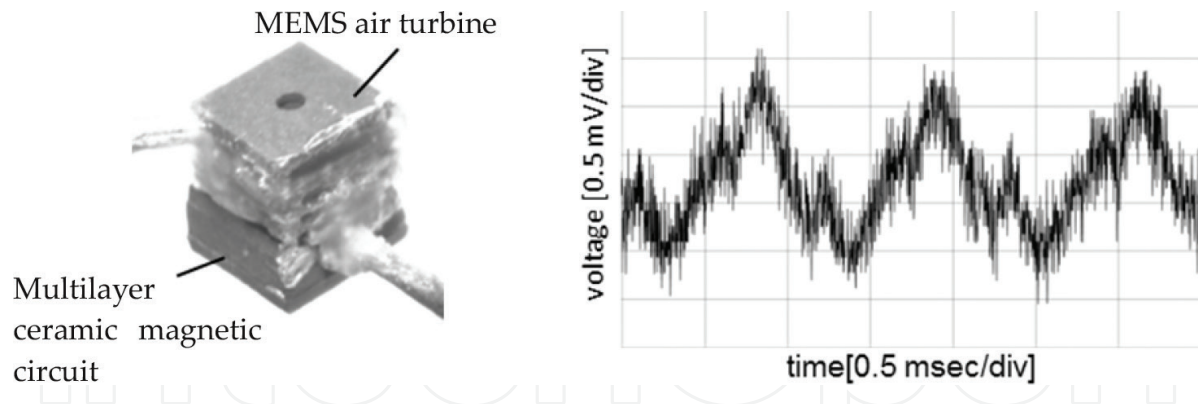 MEMS air turbine
Multilayer
ceramic magnetic
circuit
voltage [0.5 mV/div]
time[0.5 msec/div]